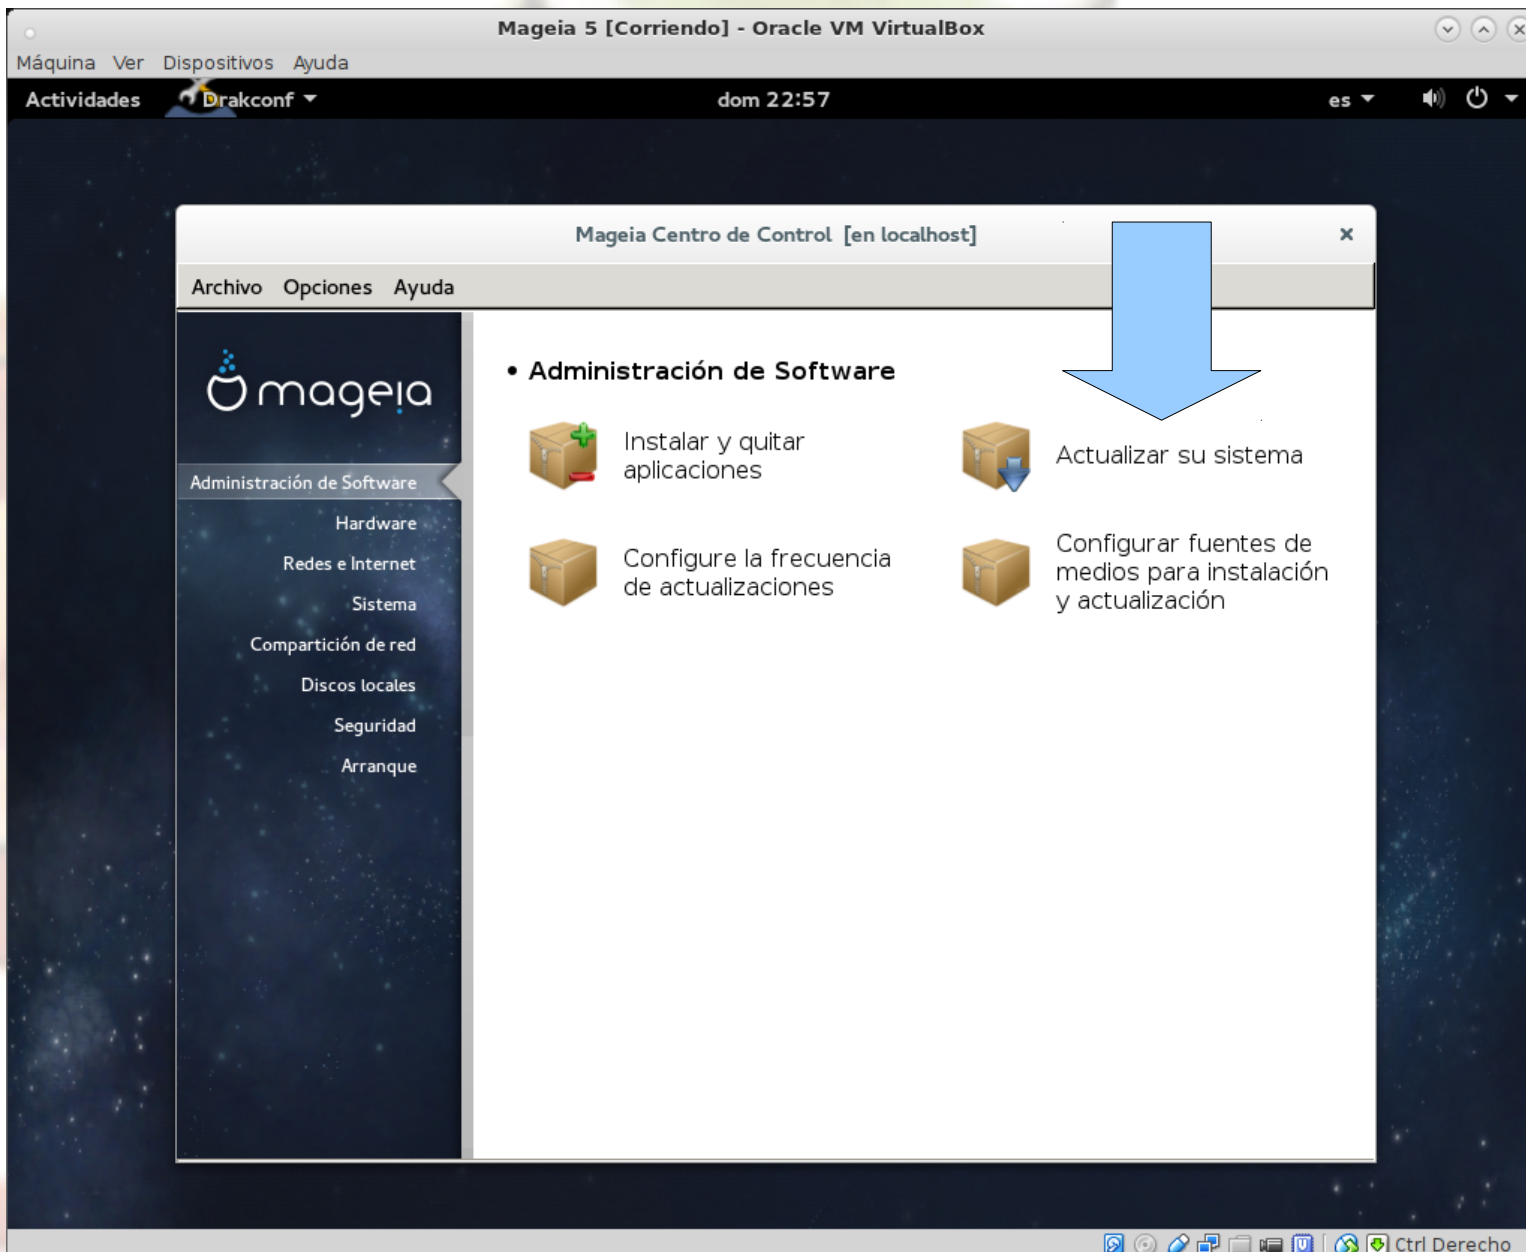 Mageia 5 [Corriendo] - Oracle VM VirtualBox
Máquina Ver Dispositivos Ayuda
Actividades Drakconf dom 22:57 es
Mageia Centro de Control [en localhost]
Archivo Opciones Ayuda
mageia
Administración de Software
Hardware
Redes e Internet
Sistema
Compartición de red
Discos locales
Seguridad
Arranque
• Administración de Software
Instalar y quitar
aplicaciones
Actualizar su sistema
Configure la frecuencia
de actualizaciones
Configurar fuentes de
medios para instalación
y actualización
Ctrl Derecho